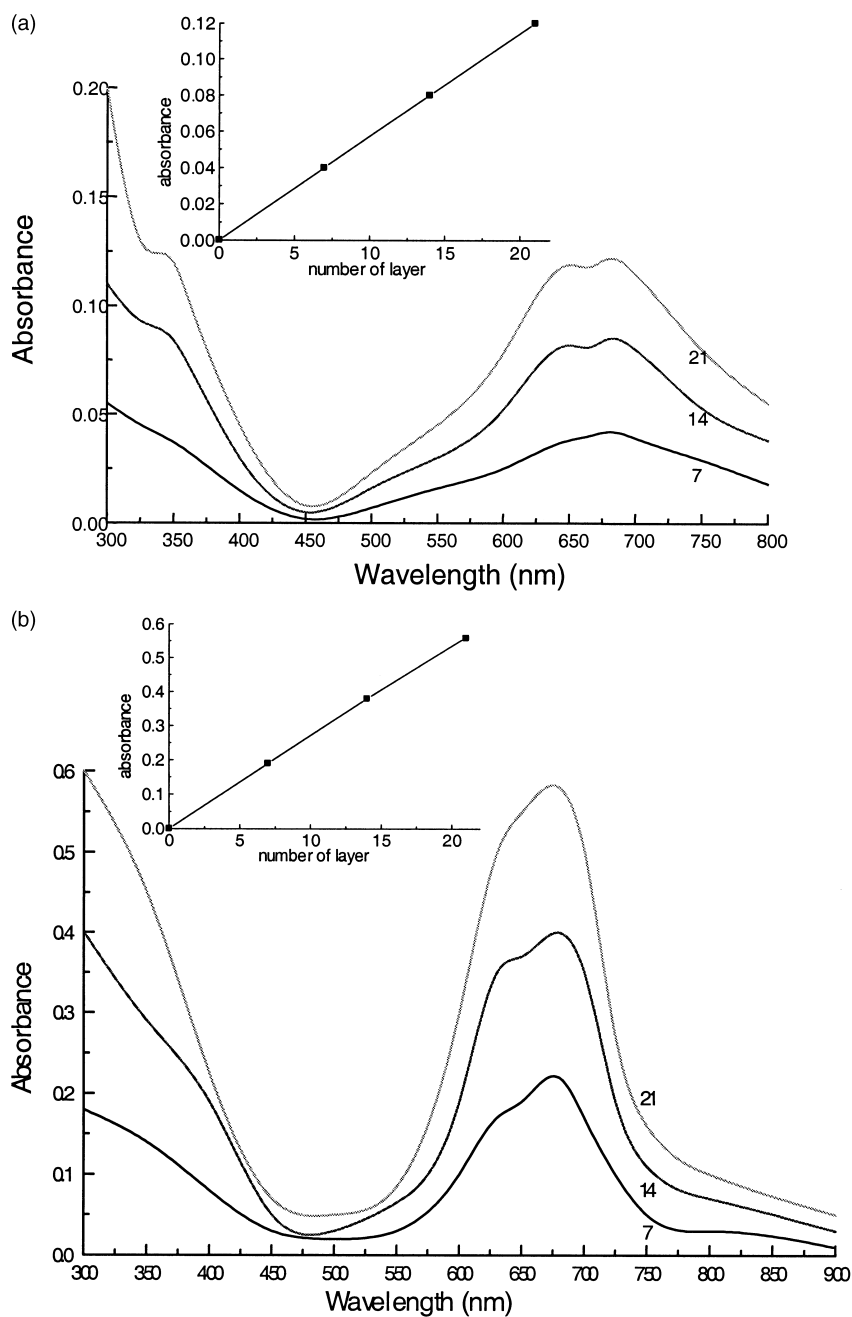 (a)
0.12
0.10
0.08
0.06
0.04
0.02
0.00
absorbance
0 5 10 15 20
number of layer
0.20
0.15
0.10
0.05
0.00
Absorbance
21
14
7
300 350 400 450 500 550 600 650 700 750 800
Wavelength (nm)
(b)
0.6
0.5
0.4
0.3
0.2
0.1
0.0
absorbance
0 5 10 15 20
number of layer
0.6
0.5
0.4
0.3
0.2
0.1
0.0
Absorbance
21
14
7
300 350 400 450 500 550 600 650 700 750 800 850 900
Wavelength (nm)